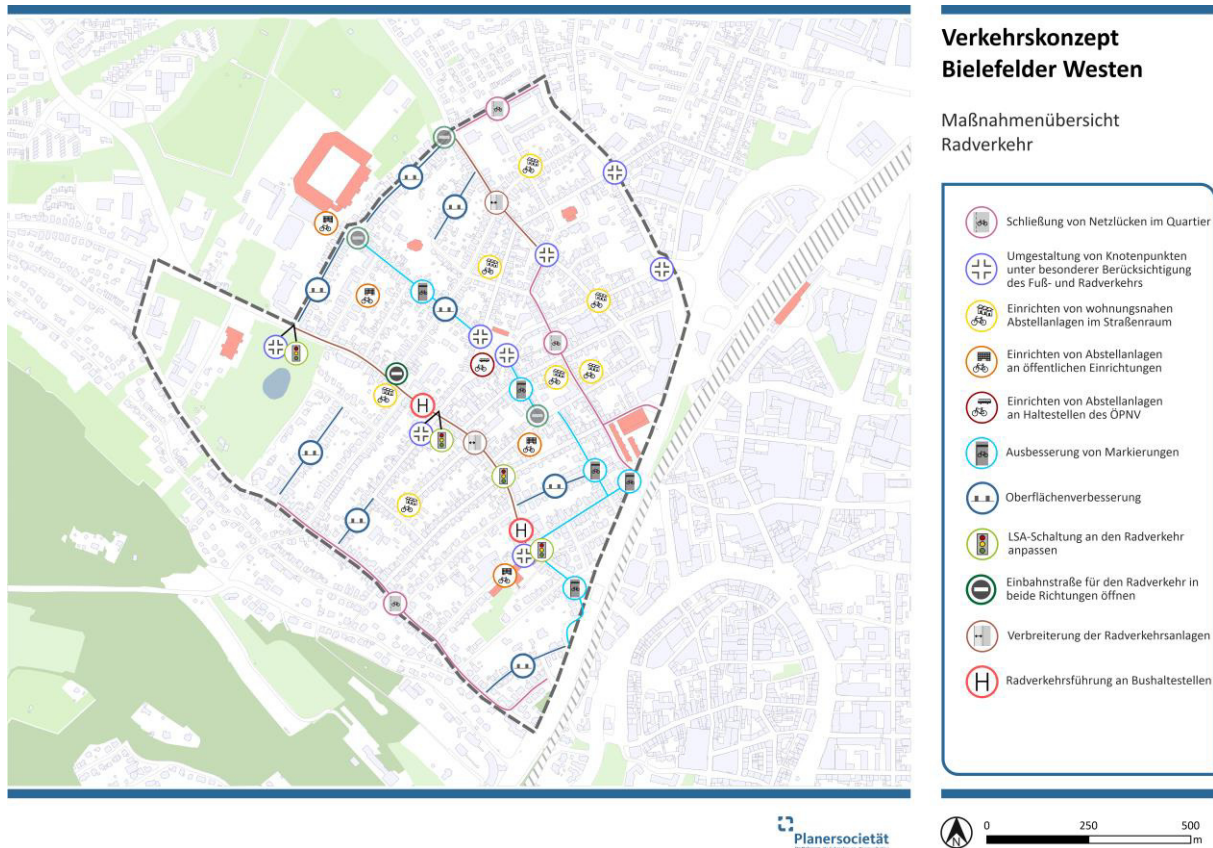 Verkehrskonzept
Bielefelder Westen
Maßnahmenübersicht
Radverkehr
Schließung von Netzlücken im Quartier
Umgestaltung von Knotenpunkten
unter besonderer Berücksichtigung
des Fuß- und Radverkehrs
Einrichten von wohnungsnahen
Abstellanlagen im Straßenraum
Einrichten von Abstellanlagen
an öffentlichen Einrichtungen
Einrichten von Abstellanlagen
an Haltestellen des ÖPNV
Ausbesserung von Markierungen
Oberflächenverbesserung
LSA-Schaltung an den Radverkehr
anpassen
Einbahnstraße für den Radverkehr in
beide Richtungen öffnen
Verbreiterung der Radverkehrsanlagen
H
Radverkehrsführung an Bushaltestellen
H
H
Planersocietät
N
0
250
500
m